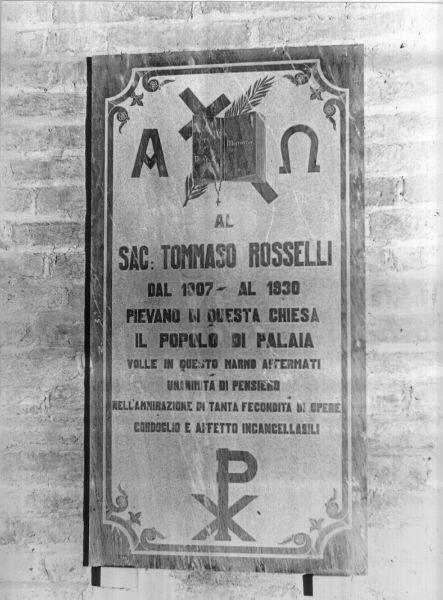 Α Ω
AL
SAC: TOMMASO ROSSELLI
DAL 1907 - AL 1930
PIEVANO DI QUESTA CHIESA
IL POPOLO DI PALAIA
VOLLE IN QUESTO MARMO AFFERMATI
UNANIMITÀ DI PENSIERO
NELL'AMMIRAZIONE DI TANTA FECONDITÀ DI OPERE
CORDOGLIO E AFFETTO INCANCELLABILI